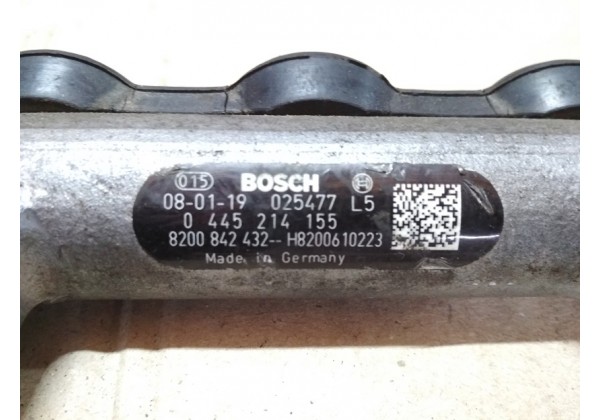 015 BOSCH
08-01-19 025477 L5
0 445 214 155
8200 842 432-- H8200610223
Made in Germany